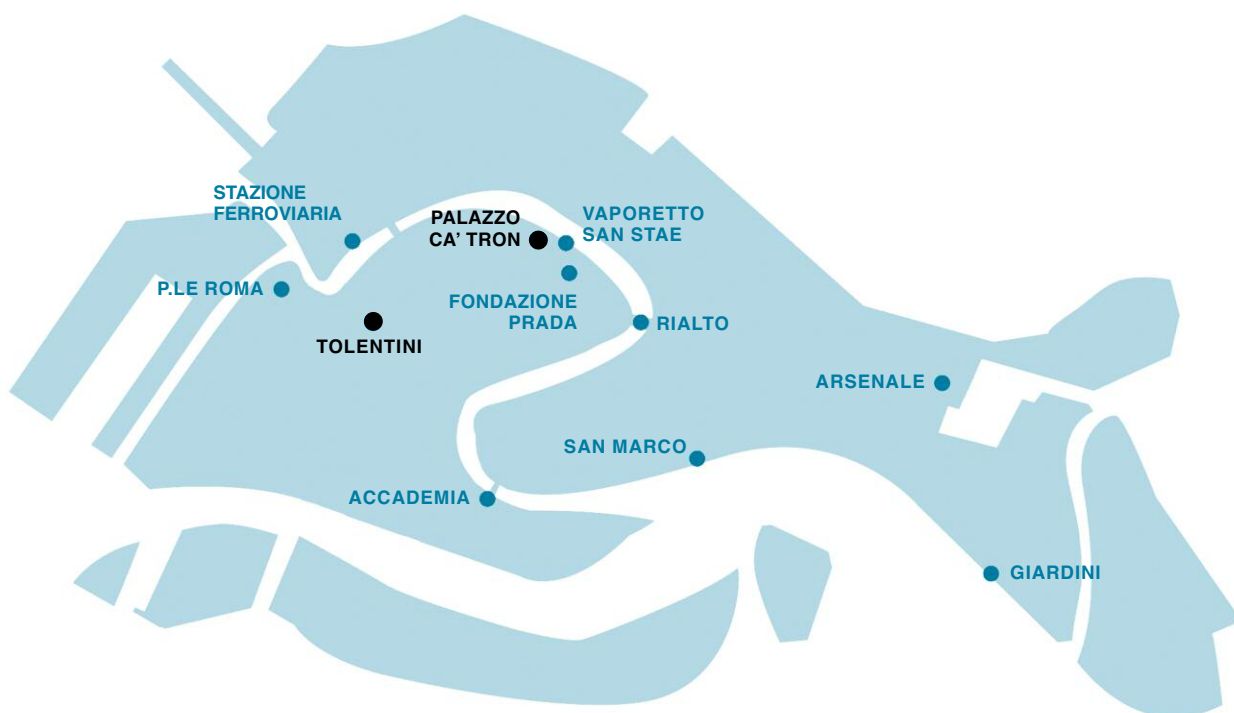 STAZIONE
FERROVIARIA
PALAZZO
CA’ TRON
VAPORETTO
SAN STAE
P.LE ROMA
FONDAZIONE
PRADA
RIALTO
TOLENTINI
ARSENALE
SAN MARCO
ACCADEMIA
GIARDINI